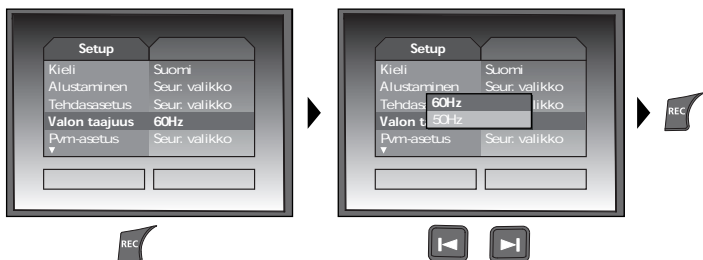 Setup
Kieli Suomi
Alustaminen Seur. valikko
Tehdasasetus Seur. valikko
Valon taajuus 60Hz
Pvm-asetus Seur. valikko
REC
Setup
Kieli Suomi
Alustaminen Seur. valikko
Tehdas 60Hz likko
Valon t 50Hz
Pvm-asetus Seur. valikko
REC